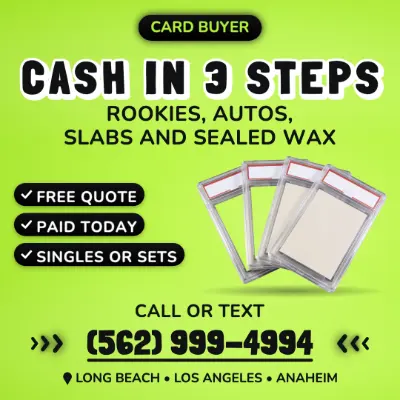 CARD BUYER
CASH IN 3 STEPS
ROOKIES, AUTOS,
SLABS AND SEALED WAX
FREE QUOTE
PAID TODAY
SINGLES OR SETS
CALL OR TEXT
(562) 999-4994
LONG BEACH • LOS ANGELES • ANAHEIM